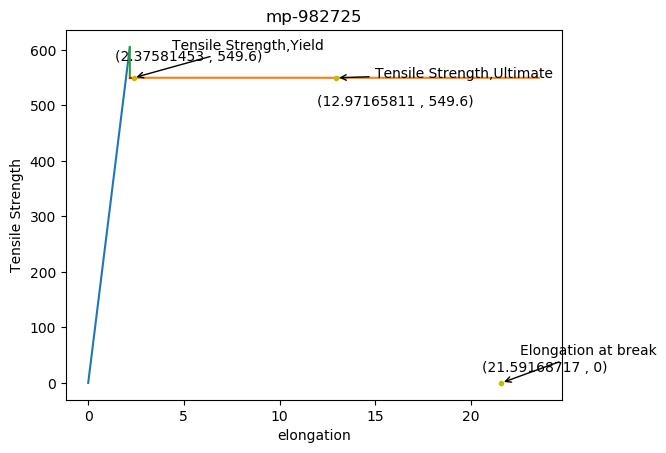 mp-982725
Tensile Strength,Yield
(2.37581453 , 549.6)
Tensile Strength,Ultimate
(12.97165811 , 549.6)
Elongation at break
(21.59168717 , 0)
600
500
400
300
200
100
0
Tensile Strength
0 5 10 15 20
elongation